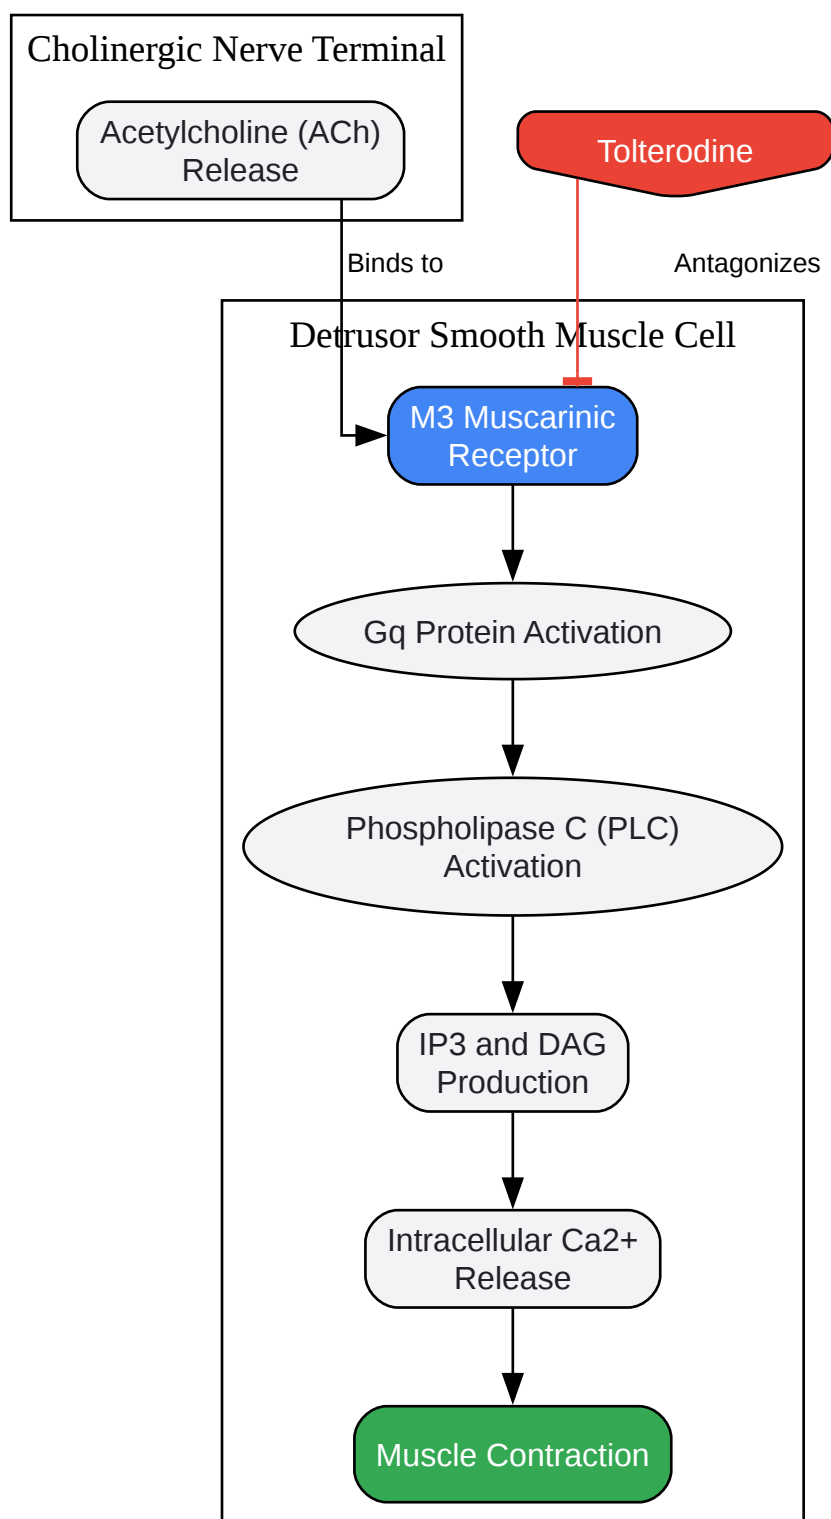 Cholinergic Nerve Terminal
Acetylcholine (ACh)
Release
Tolterodine
Binds to
Antagonizes
Detrusor Smooth Muscle Cell
M3 Muscarinic
Receptor
Gq Protein Activation
Phospholipase C (PLC)
Activation
IP3 and DAG
Production
Intracellular Ca2+
Release
Muscle Contraction